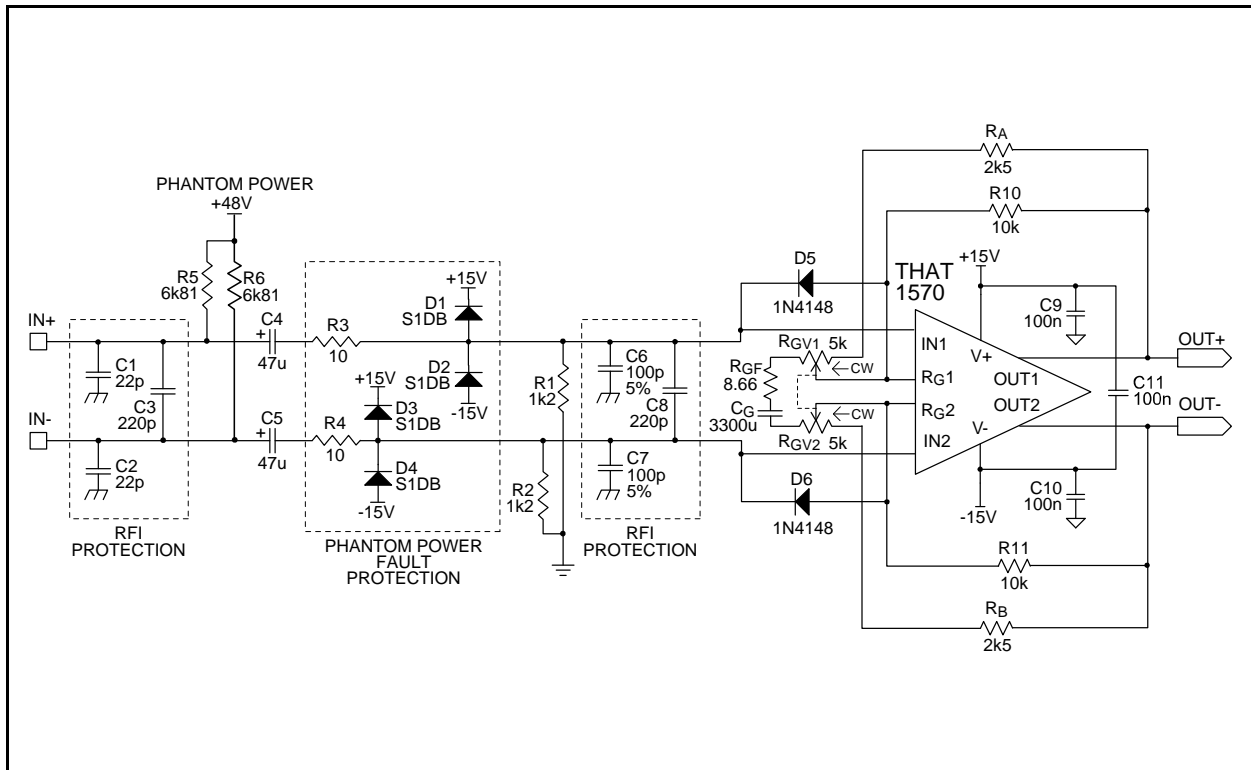 PHANTOM POWER
+48V
R5
6k81
R6
6k81
IN+
IN-
C1
22p
C3
220p
C2
22p
RFI
PROTECTION
+
C4
47u
+
C5
47u
R3
10
R4
10
+15V
D1
S1DB
D2
S1DB
-15V
+15V
D3
S1DB
D4
S1DB
-15V
PHANTOM POWER
FAULT
PROTECTION
R1
1k2
R2
1k2
C6
100p
5%
C8
220p
C7
100p
5%
RFI
PROTECTION
D5
1N4148
D6
1N4148
RGV1 5k
CW
RGF
8.66
CG
3300u
CW
RGV2 5k
RA
2k5
R10
10k
THAT
1570
+15V
IN1
V+
RG1
OUT1
RG2
OUT2
IN2
V-
-15V
C9
100n
C11
100n
C10
100n
OUT+
OUT-
R11
10k
RB
2k5